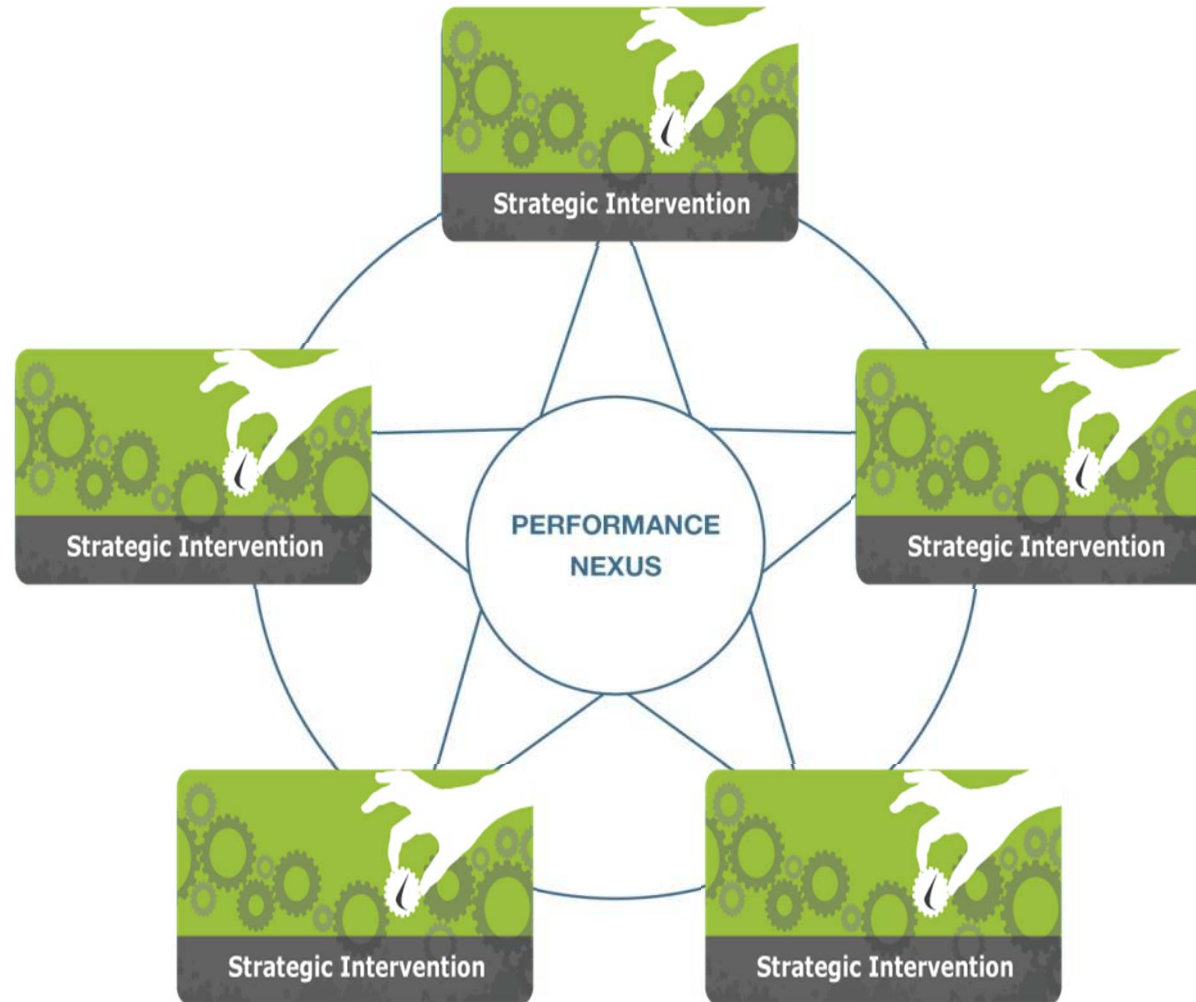 Strategic Intervention
Strategic Intervention
Strategic Intervention
PERFORMANCE
NEXUS
Strategic Intervention
Strategic Intervention